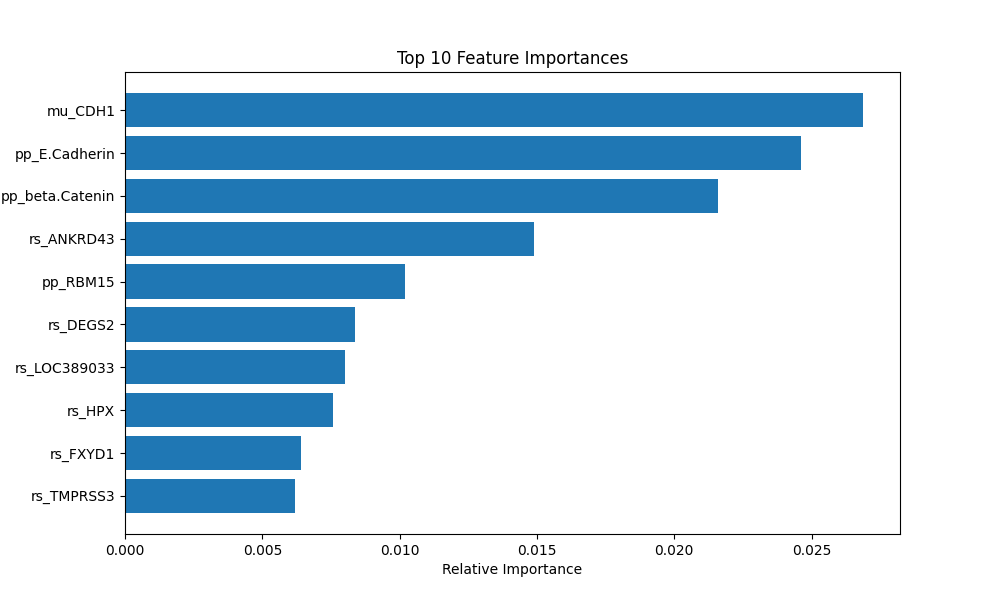 Top 10 Feature Importances
mu_CDH1
pp_E.Cadherin
pp_beta.Catenin
rs_ANKRD43
pp_RBM15
rs_DEGS2
rs_LOC389033
rs_HPX
rs_FXYD1
rs_TMPRSS3
0.000 0.005 0.010 0.015 0.020 0.025
Relative Importance